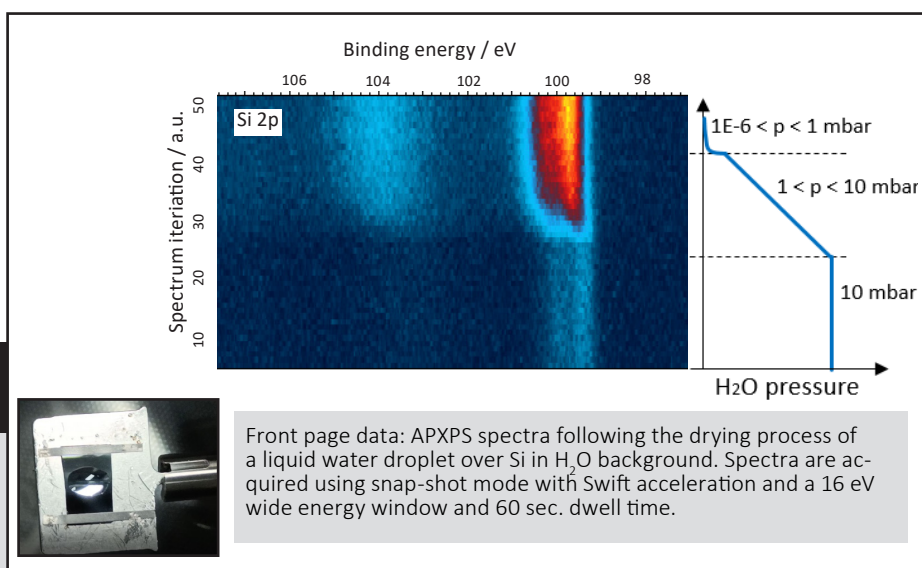 Binding energy / eV
106 104 102 100 98
Si 2p
Spectrum iteriation / a.u.
50
40
30
20
10
1E-6 < p < 1 mbar
1 < p < 10 mbar
10 mbar
H2O pressure
Front page data: APXPS spectra following the drying process of
a liquid water droplet over Si in H2O background. Spectra are ac-
quired using snap-shot mode with Swift acceleration and a 16 eV
wide energy window and 60 sec. dwell time.